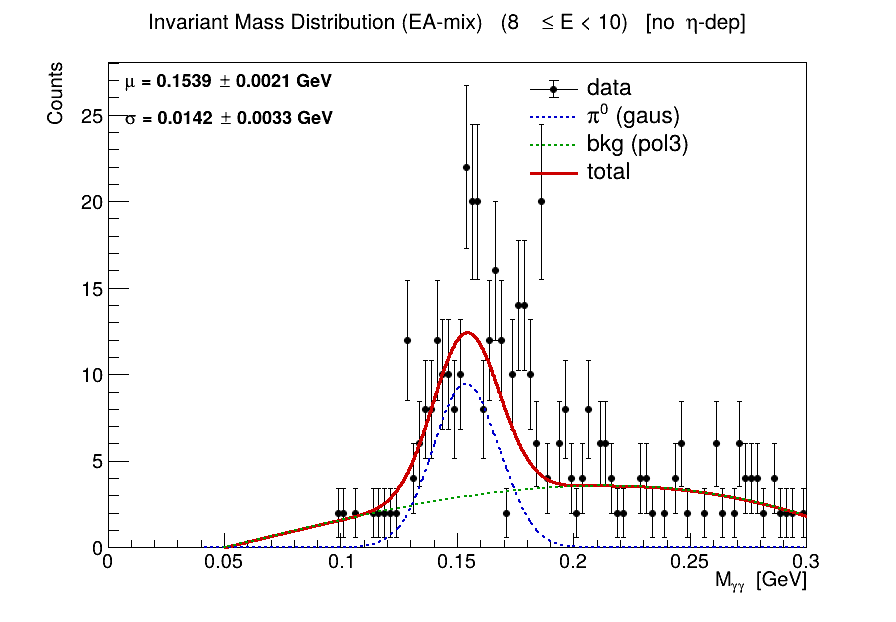 Invariant Mass Distribution (EA-mix) (8 ≤ E < 10) [no η-dep]
Counts
μ = 0.1539 ± 0.0021 GeV
σ = 0.0142 ± 0.0033 GeV
data
π⁰ (gaus)
bkg (pol3)
total
25
20
15
10
5
0
0 0.05 0.1 0.15 0.2 0.25 0.3
Mγγ [GeV]